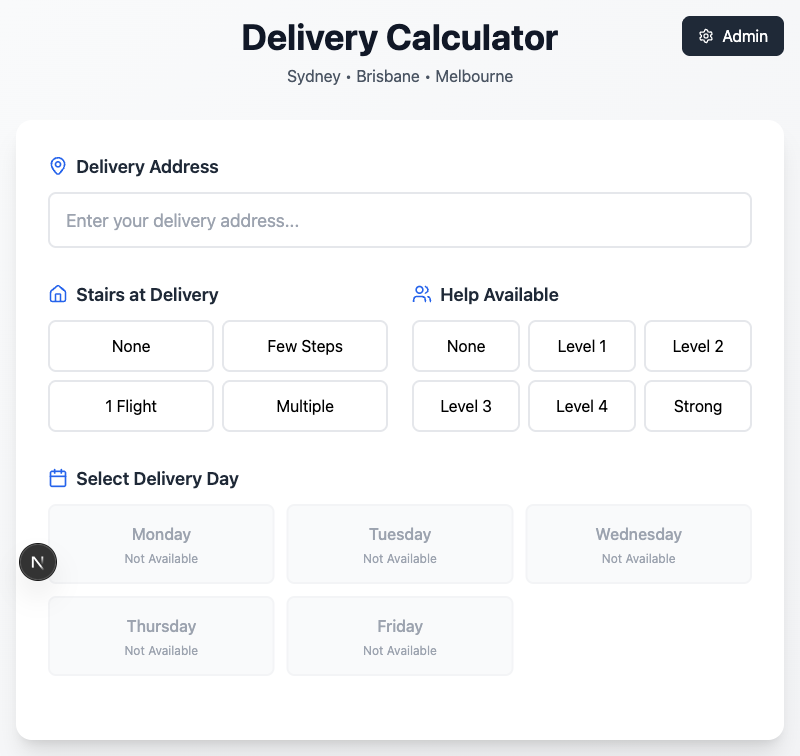 Delivery Calculator
Admin
Sydney • Brisbane • Melbourne
Delivery Address
Enter your delivery address...
Stairs at Delivery
Help Available
None
Few Steps
None
Level 1
Level 2
1 Flight
Multiple
Level 3
Level 4
Strong
Select Delivery Day
Monday
Not Available
Tuesday
Not Available
Wednesday
Not Available
N
Thursday
Not Available
Friday
Not Available